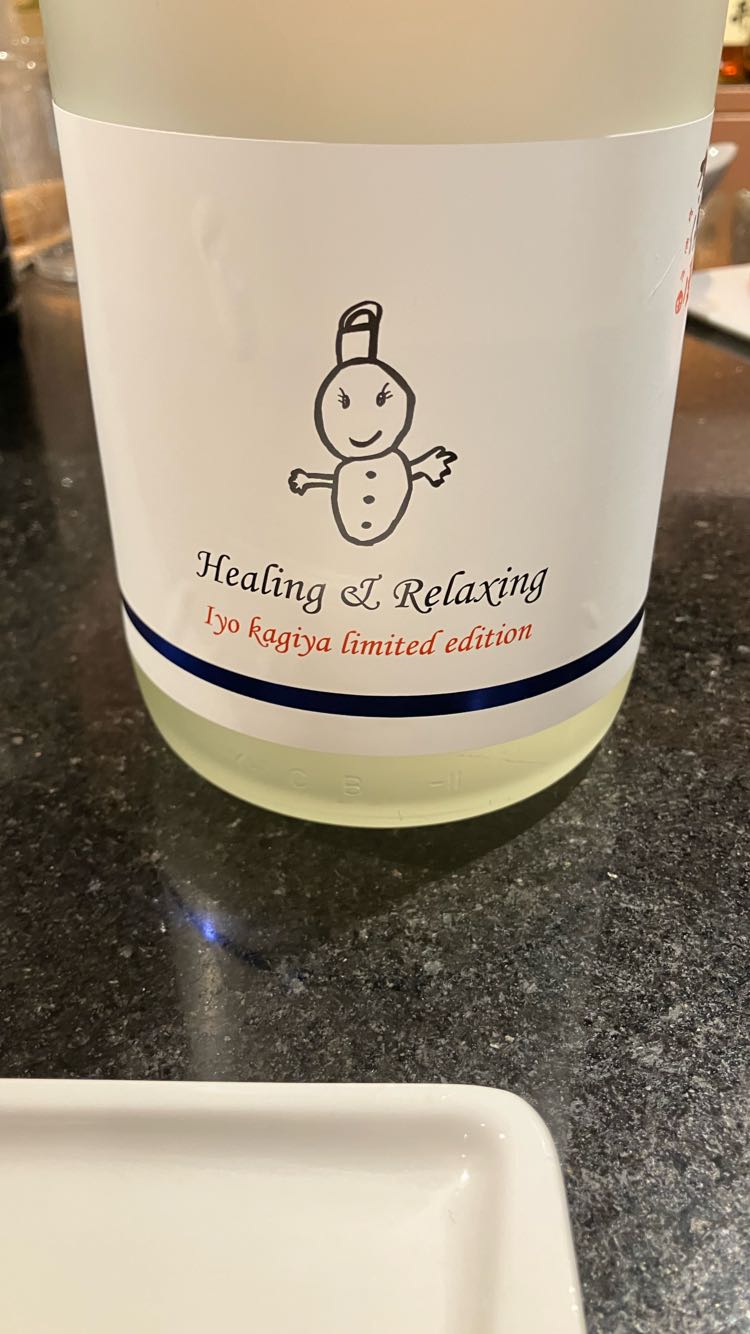 Healing & Relaxing
Iyo kagiya limited edition